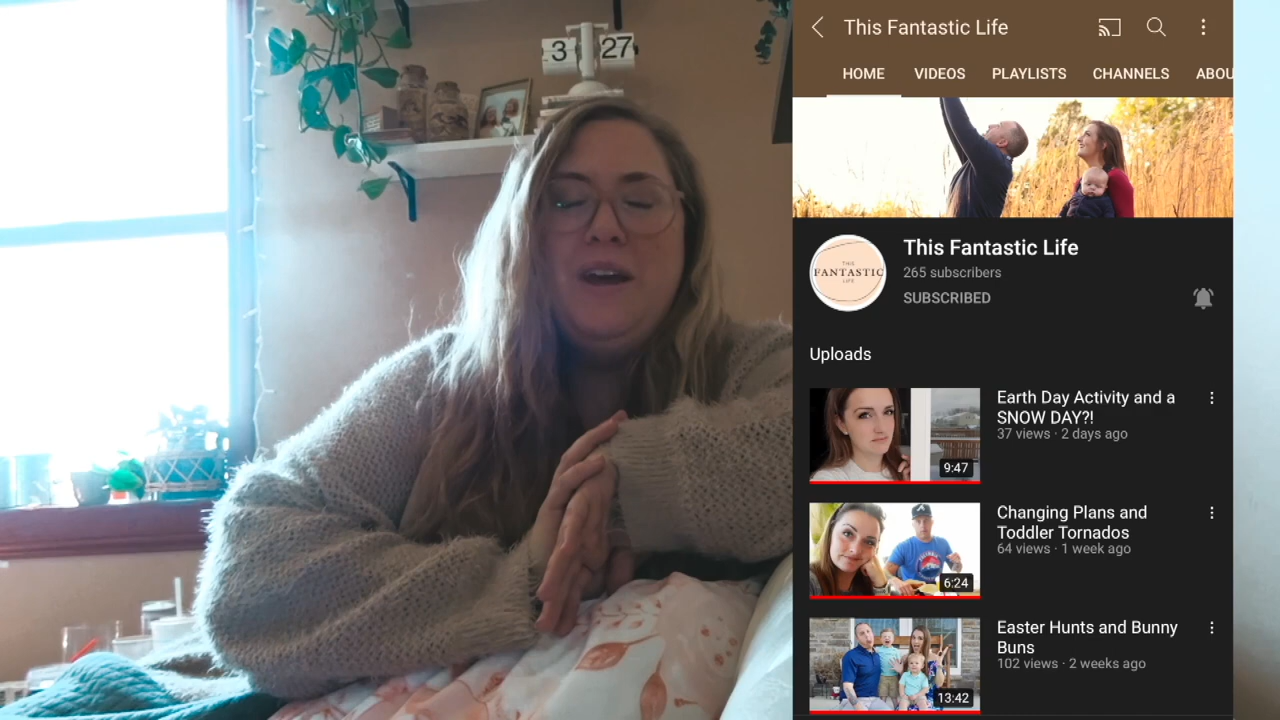 3 27
This Fantastic Life
HOME VIDEOS PLAYLISTS CHANNELS ABOU
This Fantastic Life
265 subscribers
SUBSCRIBED
THIS
FANTASTIC
LIFE
Uploads
Earth Day Activity and a
SNOW DAY?!
37 views · 2 days ago
9:47
Changing Plans and
Toddler Tornados
64 views · 1 week ago
6:24
Easter Hunts and Bunny
Buns
102 views · 2 weeks ago
13:42